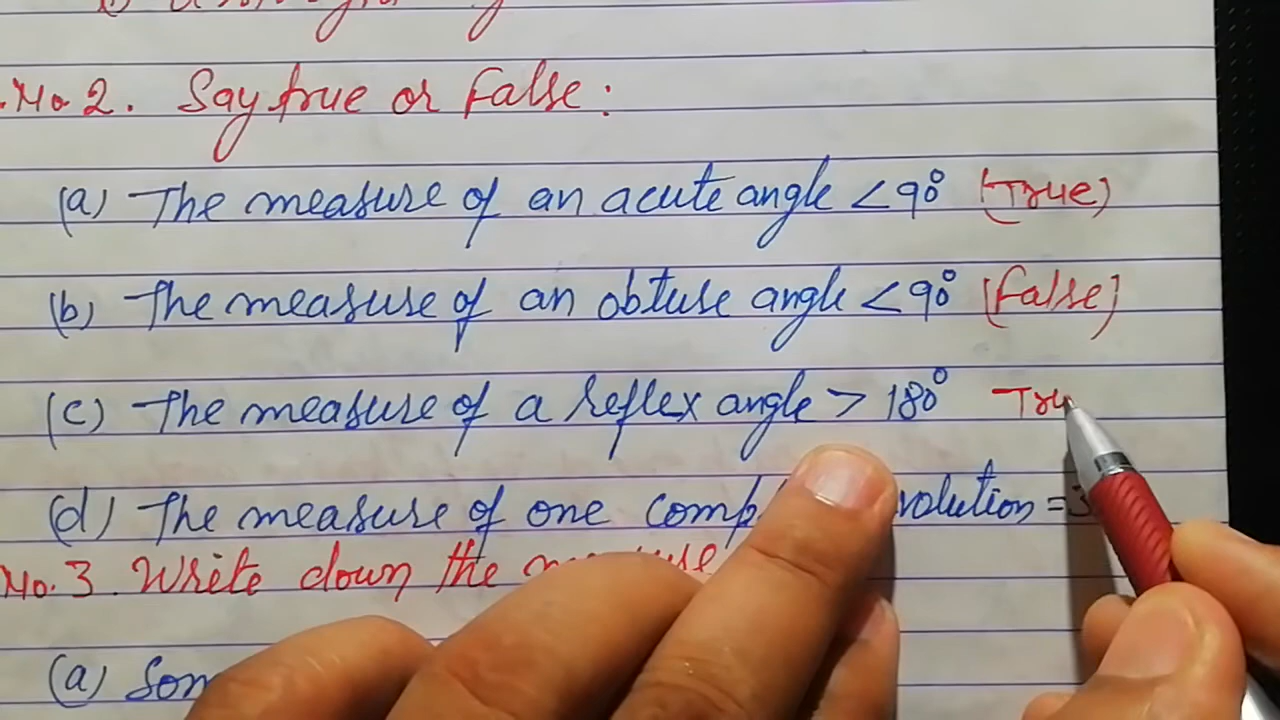 .No. 2. Say true or False:
(a) The measure of an acute angle < 90° (True)
(b) The measure of an obtuse angle < 90° (False)
(c) The measure of a reflex angle > 180° Tru
(d) The measure of one volution = 3
No. 3. Write down the
(a)